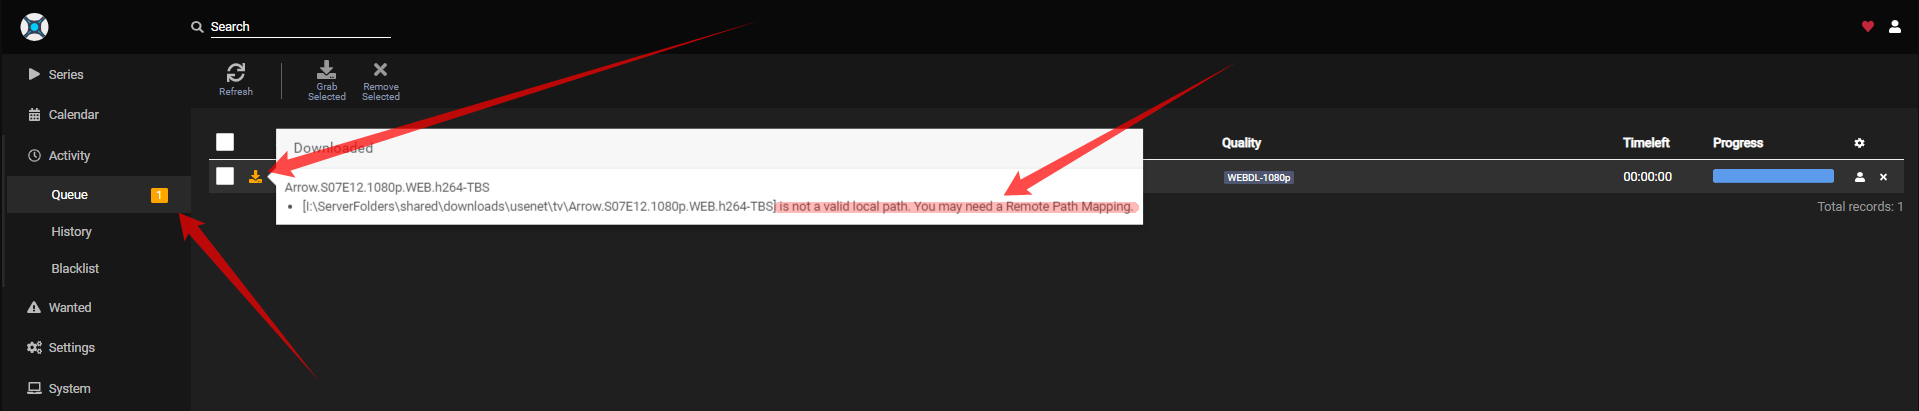 Search
Series
Calendar
Activity
Queue 1
History
Blacklist
Wanted
Settings
System
Refresh
Grab
Selected
Remove
Selected
Quality Timeleft Progress
Downloaded
Arrow.S07E12.1080p.WEB.h264-TBS
[I:\ServerFolders\shared\downloads\usenet\tv\Arrow.S07E12.1080p.WEB.h264-TBS] is not a valid local path. You may need a Remote Path Mapping.
WEBDL-1080p 00:00:00
Total records: 1